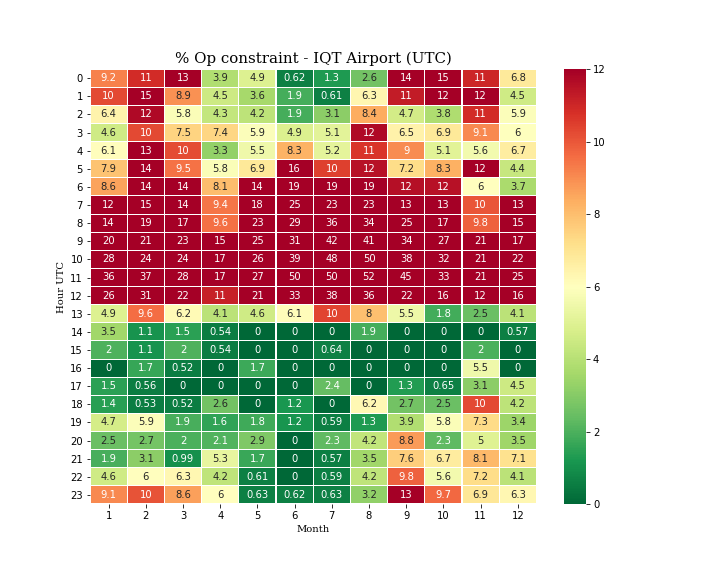 % Op constraint - IQT Airport (UTC)
0 9.2 11 13 3.9 4.9 0.62 1.3 2.6 14 15 11 6.8
1 10 15 8.9 4.5 3.6 1.9 0.61 6.3 11 12 12 4.5
2 6.4 12 5.8 4.3 4.2 1.9 3.1 8.4 4.7 3.8 11 5.9
3 4.6 10 7.5 7.4 5.9 4.9 5.1 12 6.5 6.9 9.1 6
4 6.1 13 10 3.3 5.5 8.3 5.2 11 9 5.1 5.6 6.7
5 7.9 14 9.5 5.8 6.9 16 10 12 7.2 8.3 12 4.4
6 8.6 14 14 8.1 14 19 19 19 12 12 6 3.7
7 12 15 14 9.4 18 25 23 23 13 13 10 13
8 14 19 17 9.6 23 29 36 34 25 17 9.8 15
9 20 21 23 15 25 31 42 41 34 27 21 17
10 28 24 24 17 26 39 48 50 38 32 21 22
11 36 37 28 17 27 50 50 52 45 33 21 25
12 26 31 22 11 21 33 38 36 22 16 12 16
13 4.9 9.6 6.2 4.1 4.6 6.1 10 8 5.5 1.8 2.5 4.1
14 3.5 1.1 1.5 0.54 0 0 0 1.9 0 0 0 0.57
15 2 1.1 2 0.54 0 0 0.64 0 0 0 2 0
16 0 1.7 0.52 0 1.7 0 0 0 0 0 5.5 0
17 1.5 0.56 0 0 0 0 2.4 0 1.3 0.65 3.1 4.5
18 1.4 0.53 0.52 2.6 0 1.2 0 6.2 2.7 2.5 10 4.2
19 4.7 5.9 1.9 1.6 1.8 1.2 0.59 1.3 3.9 5.8 7.3 3.4
20 2.5 2.7 2 2.1 2.9 0 2.3 4.2 8.8 2.3 5 3.5
21 1.9 3.1 0.99 5.3 1.7 0 0.57 3.5 7.6 6.7 8.1 7.1
22 4.6 6 6.3 4.2 0.61 0 0.59 4.2 9.8 5.6 7.2 4.1
23 9.1 10 8.6 6 0.63 0.62 0.63 3.2 13 9.7 6.9 6.3
1 2 3 4 5 6 7 8 9 10 11 12
Month
Hour UTC
12
10
8
6
4
2
0